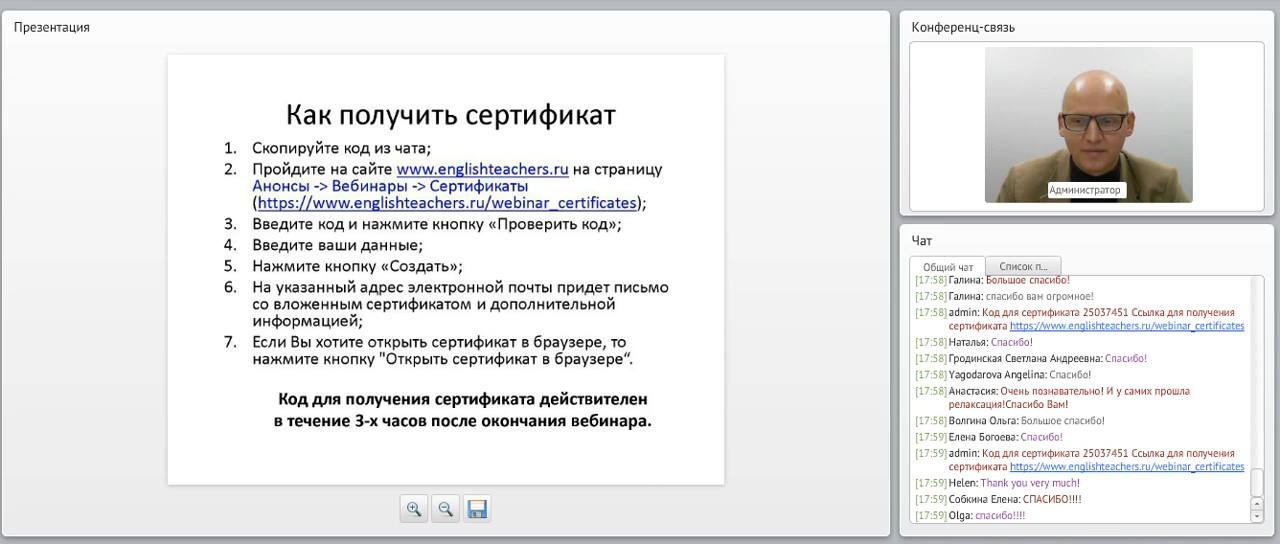 Презентация
Как получить сертификат
1. Скопируйте код из чата;
2. Пройдите на сайте www.englishteachers.ru на страницу
Анонсы -> Вебинары -> Сертификаты
(https://www.englishteachers.ru/webinar_certificates);
3. Введите код и нажмите кнопку «Проверить код»;
4. Введите ваши данные;
5. Нажмите кнопку «Создать»;
6. На указанный адрес электронной почты придет письмо
со вложенным сертификатом и дополнительной
информацией;
7. Если Вы хотите открыть сертификат в браузере, то
нажмите кнопку "Открыть сертификат в браузере“.
Код для получения сертификата действителен
в течение 3-х часов после окончания вебинара.
Конференц-связь
Администратор
Чат
Общий чат
Список п...
[17:58] Галина: Большое спасибо!
[17:58] Галина: спасибо вам огромное!
[17:58] admin: Код для сертификата 25037451 Ссылка для получения
сертификата https://www.englishteachers.ru/webinar_certificates
[17:58] Наталья: Спасибо!
[17:58] Гродинская Светлана Андреевна: Спасибо!
[17:58] Yagodarova Angelina: Спасибо!
[17:58] Анастасия: Очень познавательно! И у самих прошла
релаксация!Спасибо Вам!
[17:58] Волгина Ольга: Большое спасибо!
[17:59] Елена Богоева: Спасибо!
[17:59] admin: Код для сертификата 25037451 Ссылка для получения
сертификата https://www.englishteachers.ru/webinar_certificates
[17:59] Helen: Thank you very much!
[17:59] Собкина Елена: СПАСИБО!!!!
[17:59] Olga: спасибо!!!!